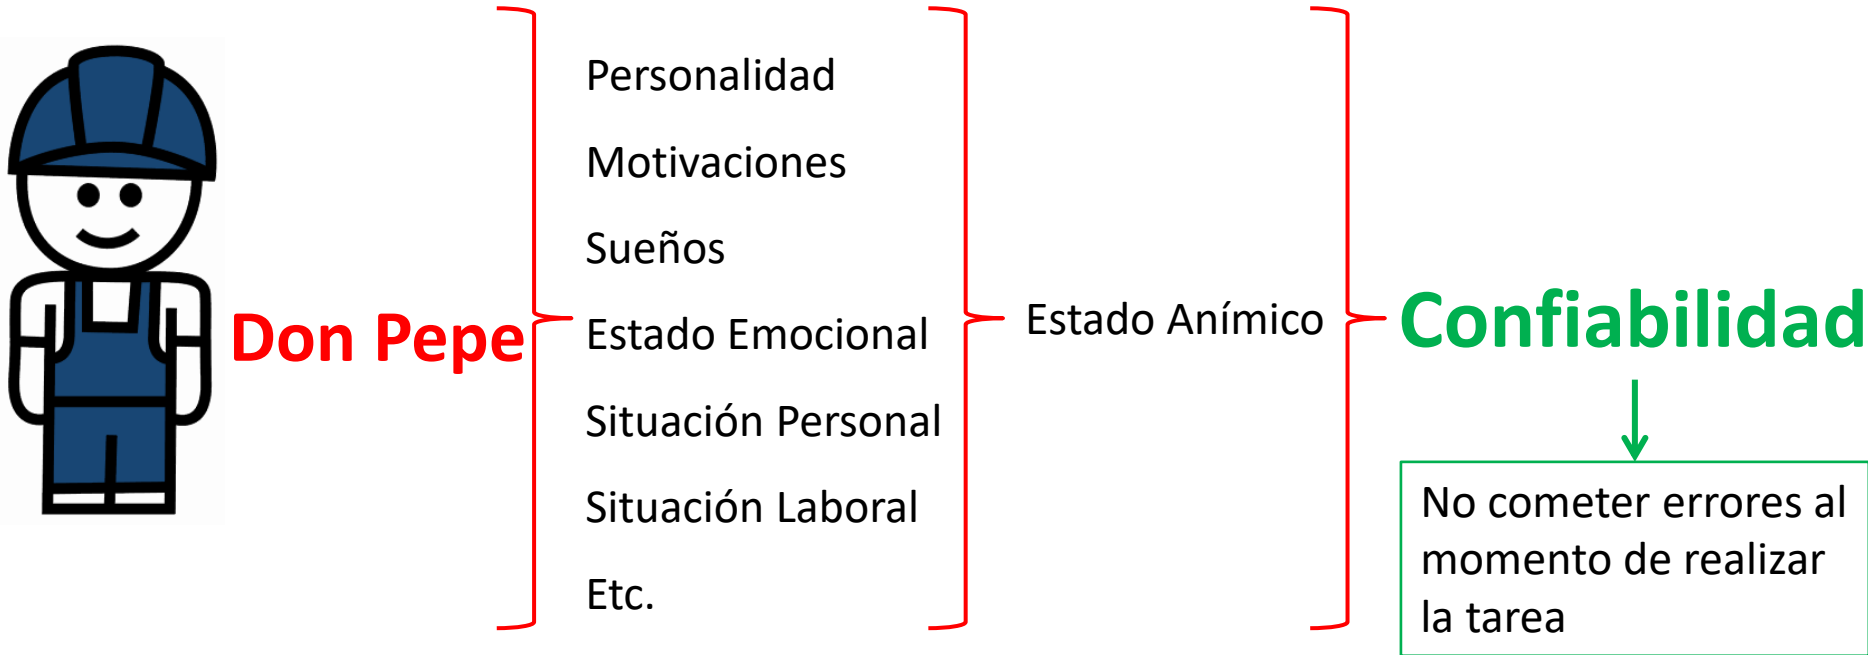 Don Pepe
Personalidad
Motivaciones
Sueños
Estado Emocional
Situación Personal
Situación Laboral
Etc.
Estado Anímico
Confiabilidad
No cometer errores al
momento de realizar
la tarea